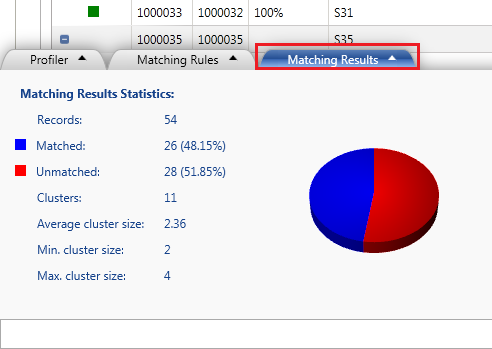 1000033 1000032 100% S31
1000035 1000035 S35
Profiler Matching Rules Matching Results
Matching Results Statistics:
Records: 54
Matched: 26 (48.15%)
Unmatched: 28 (51.85%)
Clusters: 11
Average cluster size: 2.36
Min. cluster size: 2
Max. cluster size: 4